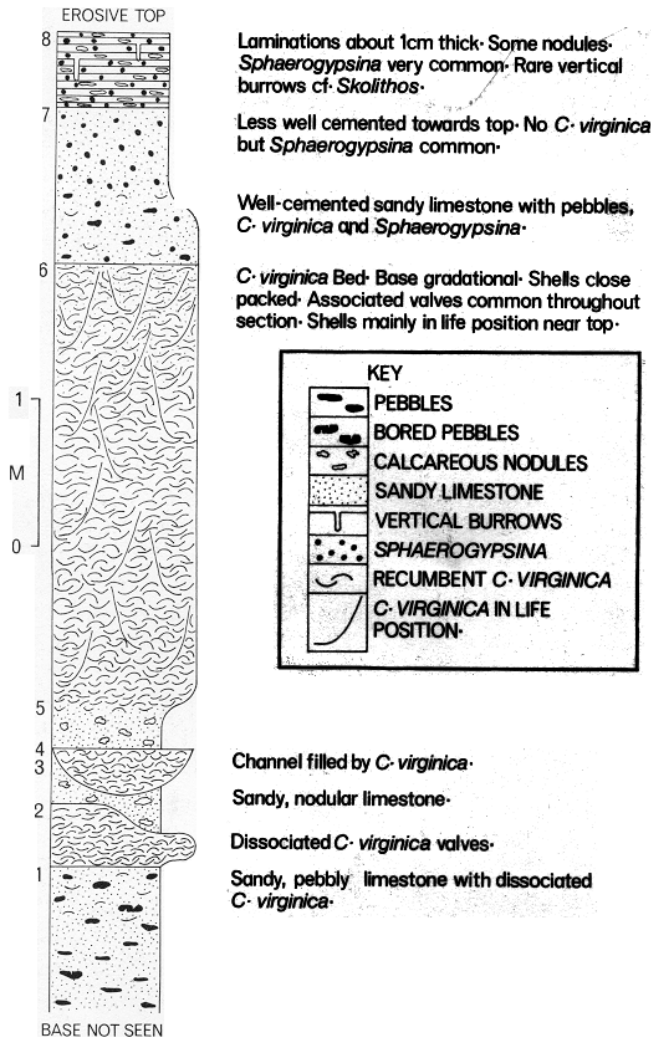 EROSIVE TOP
8
Laminations about 1cm thick· Some nodules·
Sphaerogypsina very common· Rare vertical
burrows cf· Skolithos·
7
Less well cemented towards top· No C· virginica
but Sphaerogypsina common·
Well-cemented sandy limestone with pebbles,
C· virginica and Sphaerogypsina·
6
C· virginica Bed· Base gradational· Shells close
packed· Associated valves common throughout
section· Shells mainly in life position near top·
KEY
PEBBLES
BORED PEBBLES
CALCAREOUS NODULES
SANDY LIMESTONE
VERTICAL BURROWS
SPHAEROGYPSINA
RECUMBENT C· VIRGINICA
C· VIRGINICA IN LIFE
POSITION·
1
M
0
5
4
3
Channel filled by C· virginica·
Sandy, nodular limestone·
2
Dissociated C· virginica valves·
1
Sandy, pebbly limestone with dissociated
C· virginica·
BASE NOT SEEN